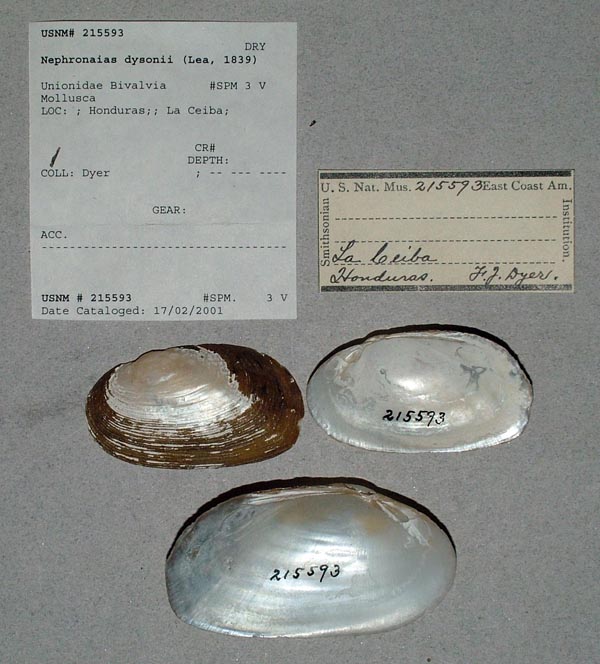 USNM# 215593
DRY
Nephronaias dysonii (Lea, 1839)
Unionidae Bivalvia #SPM 3 V
Mollusca
LOC: ; Honduras;; La Ceiba;
CR#
DEPTH:
COLL: Dyer ; -- --- ----
GEAR:
ACC.
USNM # 215593 #SPM. 3 V
Date Cataloged: 17/02/2001
U. S. Nat. Mus. 215593 East Coast Am.
Smithsonian
Institution.
La Ceiba
Honduras. F. J. Dyer.
215593
215593